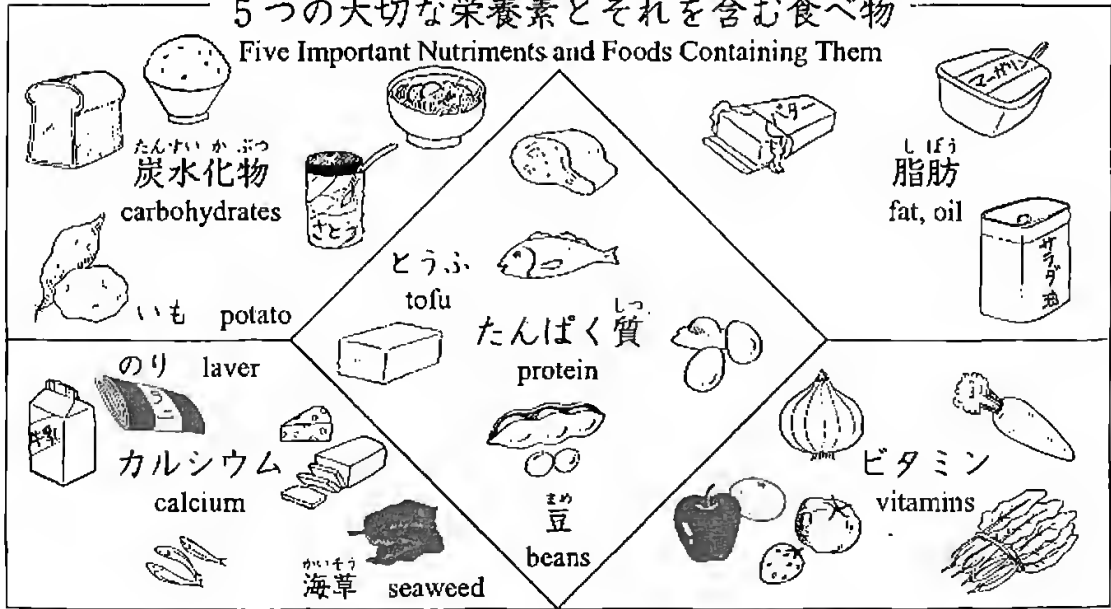 5つの大切な栄養素とそれを含む食べ物
Five Important Nutriments and Foods Containing Them
たんすい か ぶつ
炭水化物
carbohydrates
さとう
いも potato
バター
マーガリン
しぼう
脂肪
fat, oil
サラダ油
とうふ
tofu
しつ
たんぱく質
protein
まめ
豆
beans
のり laver
のり
牛乳
カルシウム
calcium
かいそう
海草 seaweed
ビタミン
vitamins